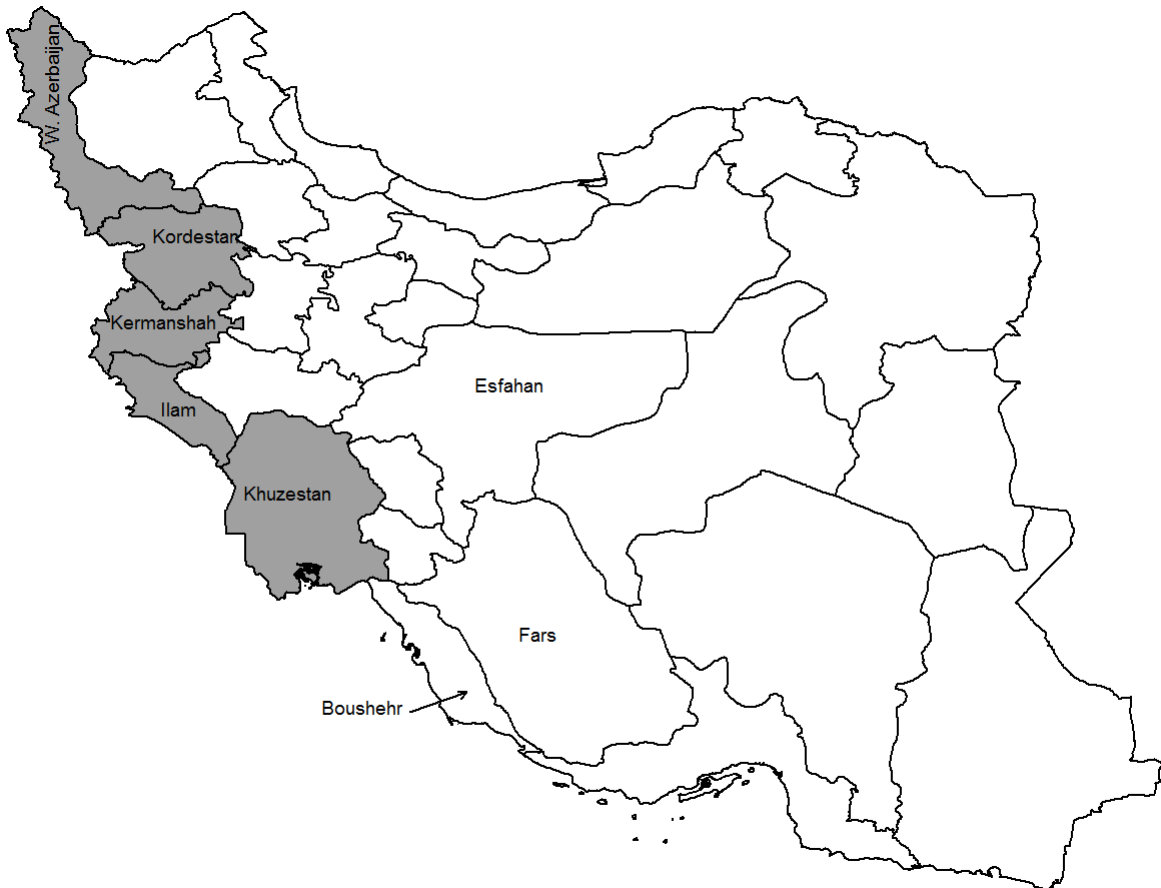 W. Azerbaijan
Kordestan
Kermanshah
Esfahan
Ilam
Khuzestan
Fars
Boushehr